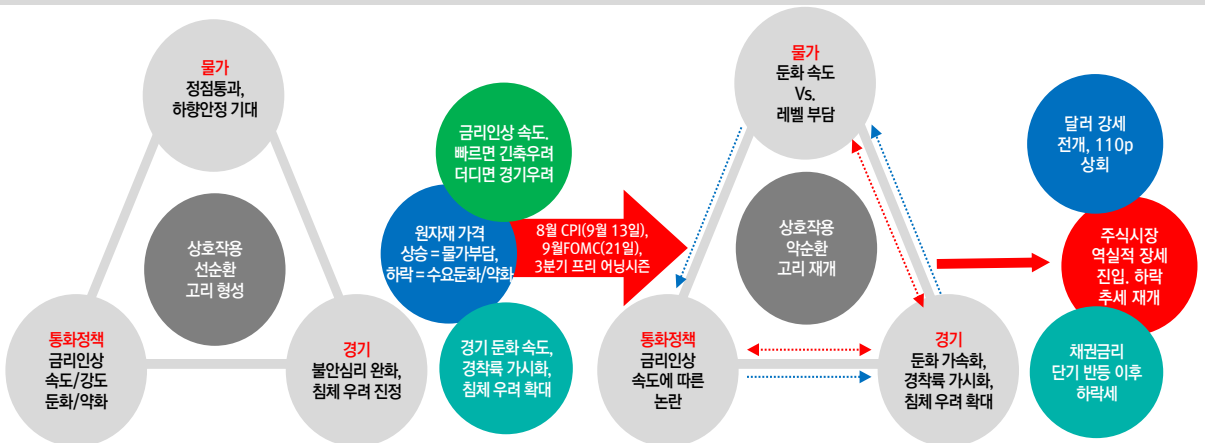 물가
정점통과,
하향안정 기대
상호작용
선순환
고리 형성
통화정책
금리인상
속도/강도
둔화/약화
경기
불안심리 완화,
침체 우려 진정
금리인상 속도.
빠르면 긴축우려
더디면 경기우려
원자재 가격
상승 = 물가부담,
하락 = 수요둔화/약화
경기 둔화 속도,
경착륙 가시화,
침체 우려 확대
8월 CPI(9월 13일),
9월FOMC(21일),
3분기 프리 어닝시즌
물가
둔화 속도
Vs.
레벨 부담
상호작용
악순환
고리 재개
통화정책
금리인상
속도에 따른
논란
경기
둔화 가속화,
경착륙 가시화,
침체 우려 확대
달러 강세
전개, 110p
상회
주식시장
역실적 장세
진입. 하락
추세 재개
채권금리
단기 반등 이후
하락세